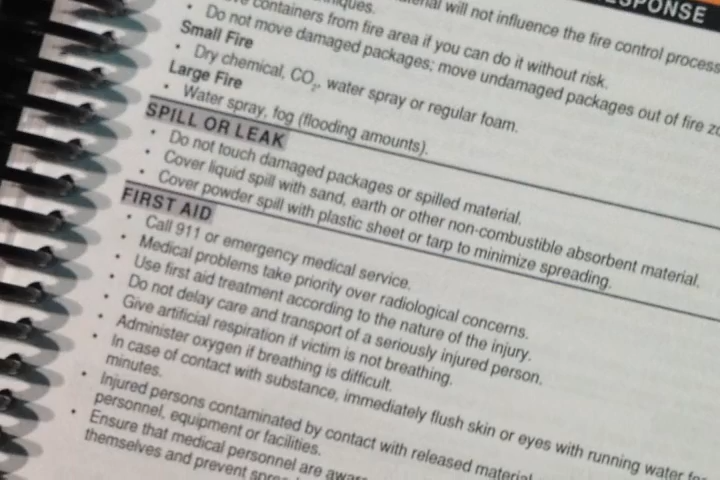 SPONSE
niques.
rial will not influence the fire control process
containers from fire area if you can do it without risk.
• Do not move damaged packages; move undamaged packages out of fire zo
Small Fire
• Dry chemical, CO₂, water spray or regular foam.
Large Fire
• Water spray, fog (flooding amounts).
SPILL OR LEAK
• Do not touch damaged packages or spilled material.
• Cover liquid spill with sand, earth or other non-combustible absorbent material.
• Cover powder spill with plastic sheet or tarp to minimize spreading.
FIRST AID
• Call 911 or emergency medical service.
• Medical problems take priority over radiological concerns.
• Use first aid treatment according to the nature of the injury.
• Do not delay care and transport of a seriously injured person.
• Give artificial respiration if victim is not breathing.
• Administer oxygen if breathing is difficult.
• In case of contact with substance, immediately flush skin or eyes with running water for
minutes.
• Injured persons contaminated by contact with released material
personnel, equipment or facilities.
• Ensure that medical personnel are awar
themselves and prevent sprea